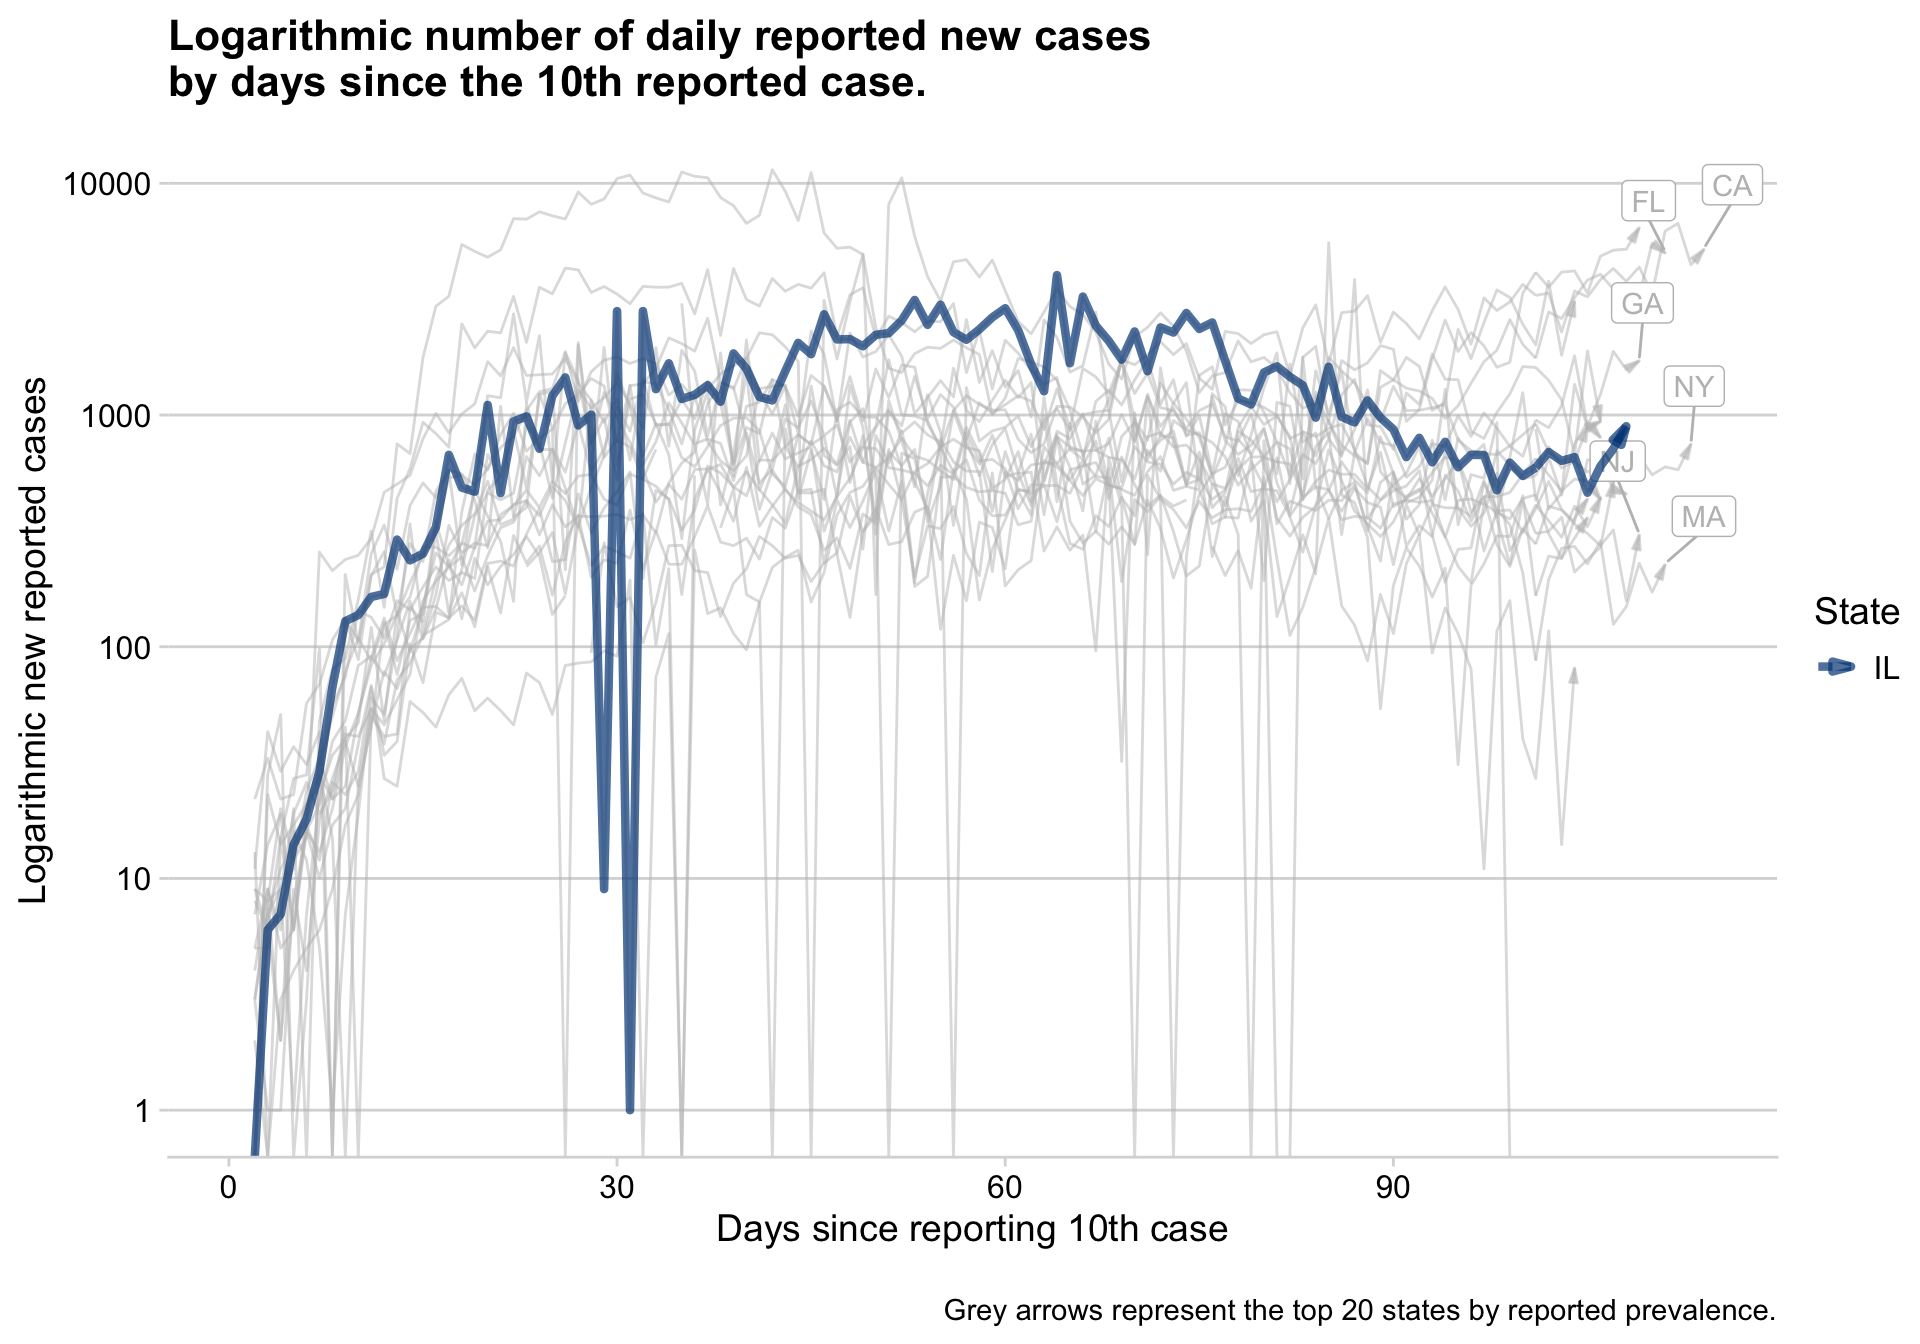 Logarithmic number of daily reported new cases
by days since the 10th reported case.
Logarithmic new reported cases
10000
1000
100
10
1
FL
CA
GA
NY
NJ
MA
State
IL
0
30
60
90
Days since reporting 10th case
Grey arrows represent the top 20 states by reported prevalence.